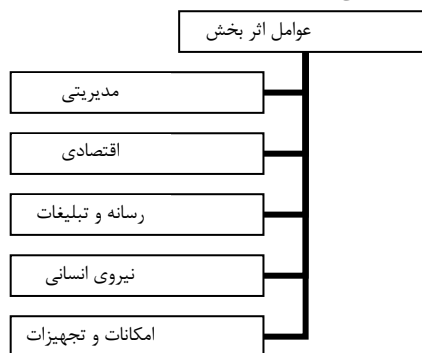 عوامل اثر بخش
مدیریتی
اقتصادی
رسانه و تبلیغات
نیروی انسانی
امکانات و تجهیزات